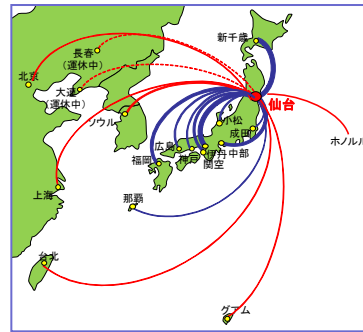 新千歳
長春
(運休中)
北京
大連
(運休中)
仙台
ソウル
小松
成田
ホノルル
広島
神戸
伊丹
中部
関空
福岡
上海
那覇
台北
グアム